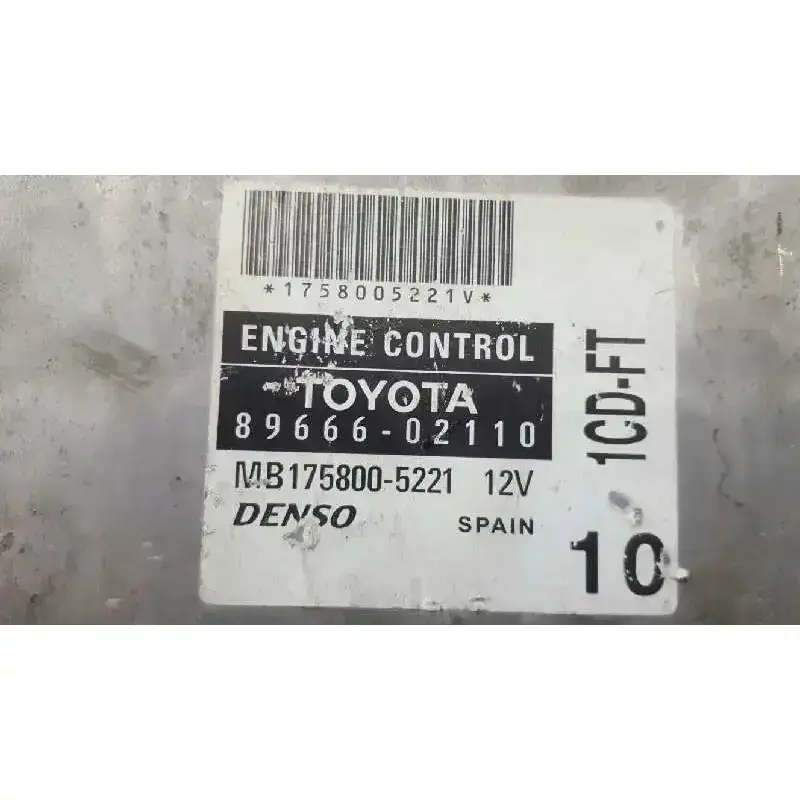 *1758005221V*
ENGINE CONTROL
TOYOTA
89666-02110
MB175800-5221 12V
DENSO SPAIN
1CD-FT
10